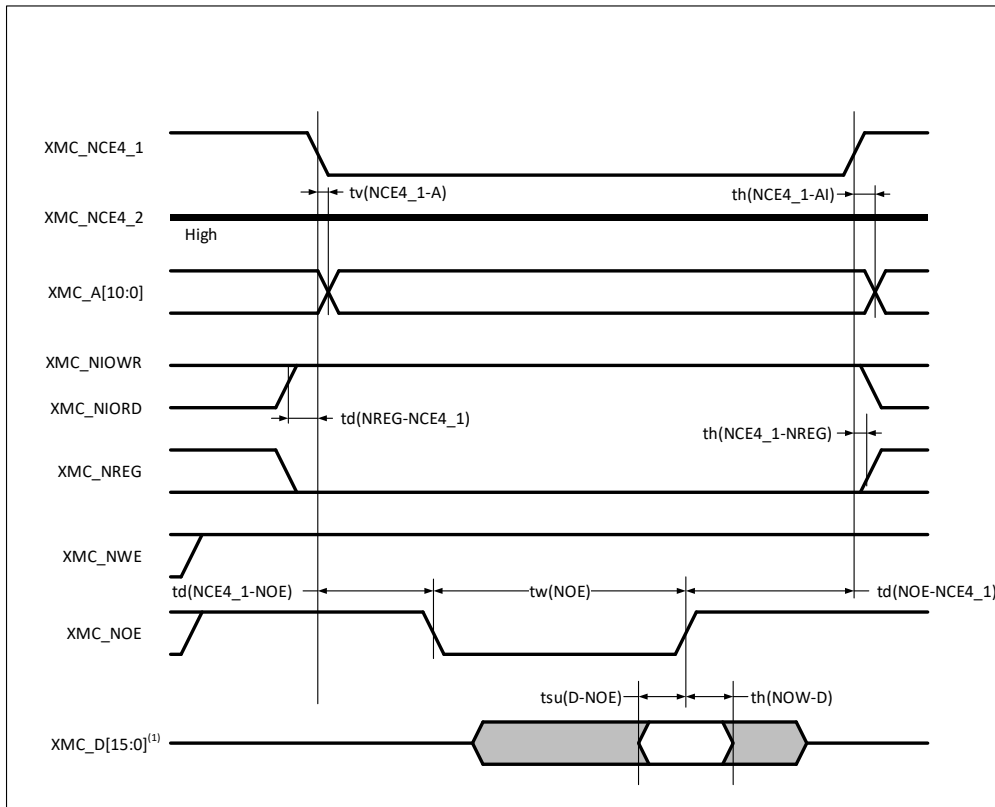 XMC_NCE4_1
tv(NCE4_1-A)
th(NCE4_1-AI)
XMC_NCE4_2
High
XMC_A[10:0]
XMC_NIOWR
XMC_NIORD
td(NREG-NCE4_1)
th(NCE4_1-NREG)
XMC_NREG
XMC_NWE
td(NCE4_1-NOE)
tw(NOE)
td(NOE-NCE4_1)
XMC_NOE
tsu(D-NOE)
th(NOW-D)
XMC_D[15:0](1)